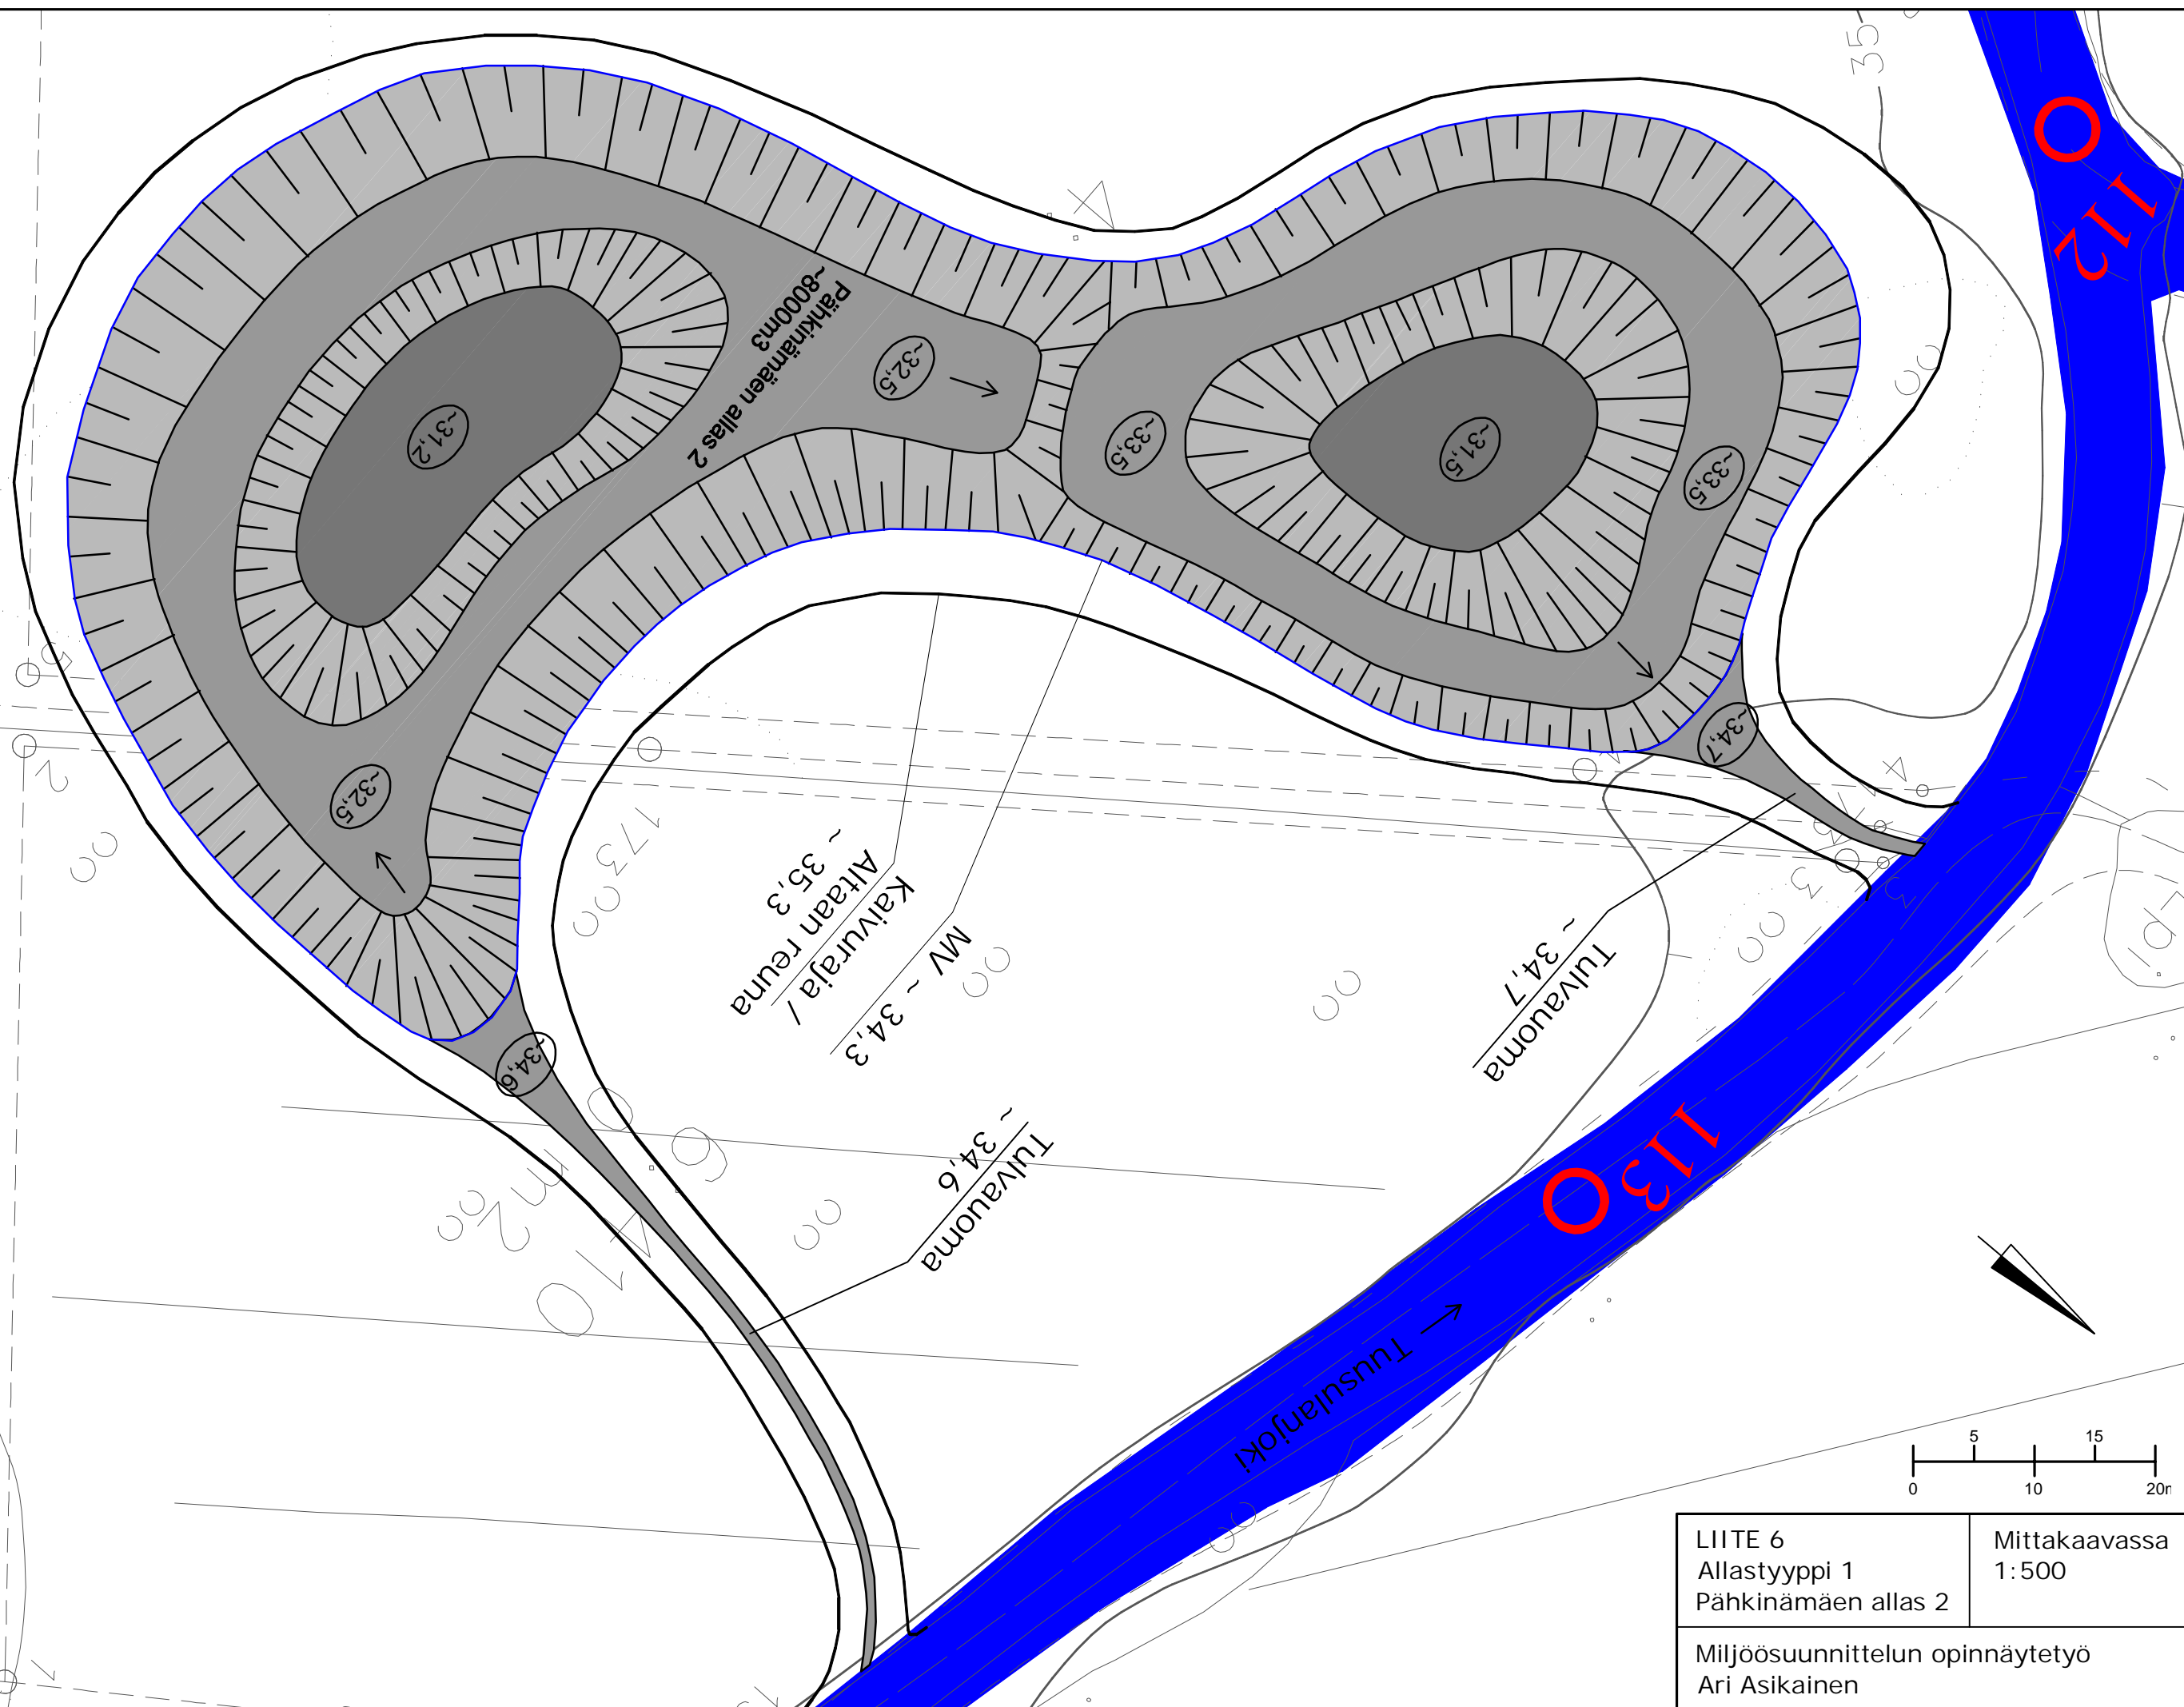 35
112
Pähkinämäen allas 2
~8000m3
~32,5
~31,2
~33,5
~31,5
~33,5
~34,7
~32,5
~34,6
Kaivuraja /
Altaan reuna
~ 35,3
MV ~ 34,3
Tulvauoma
~ 34,7
Tulvauoma
~ 34,6
173
113
Tuusulanjoki
5
15
0
10
20m
LIITE 6
Allastyyppi 1
Pähkinämäen allas 2
Mittakaavassa
1:500
Miljöösuunnittelun opinnäytetyö
Ari Asikainen